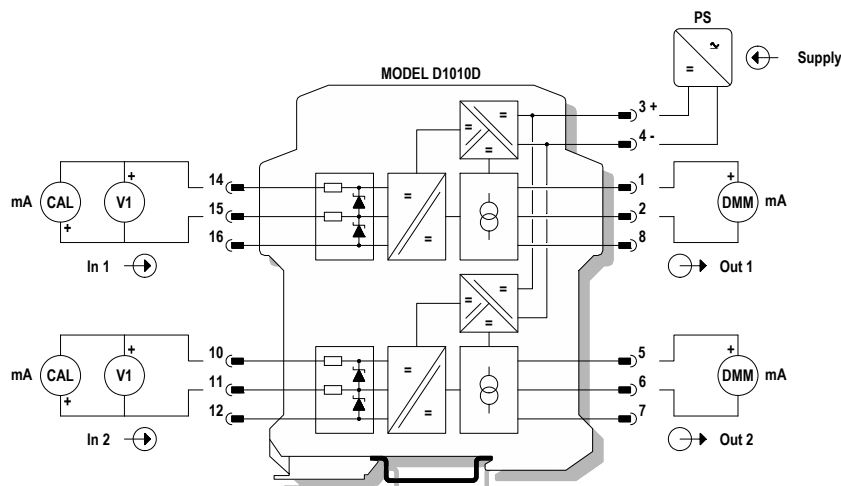 PS
Supply
MODEL D1010D
3 +
4 -
14
1
mA CAL + V1 + DMM + mA
15
2
16
8
In 1
Out 1
10
5
mA CAL + V1 + DMM + mA
11
6
12
7
In 2
Out 2